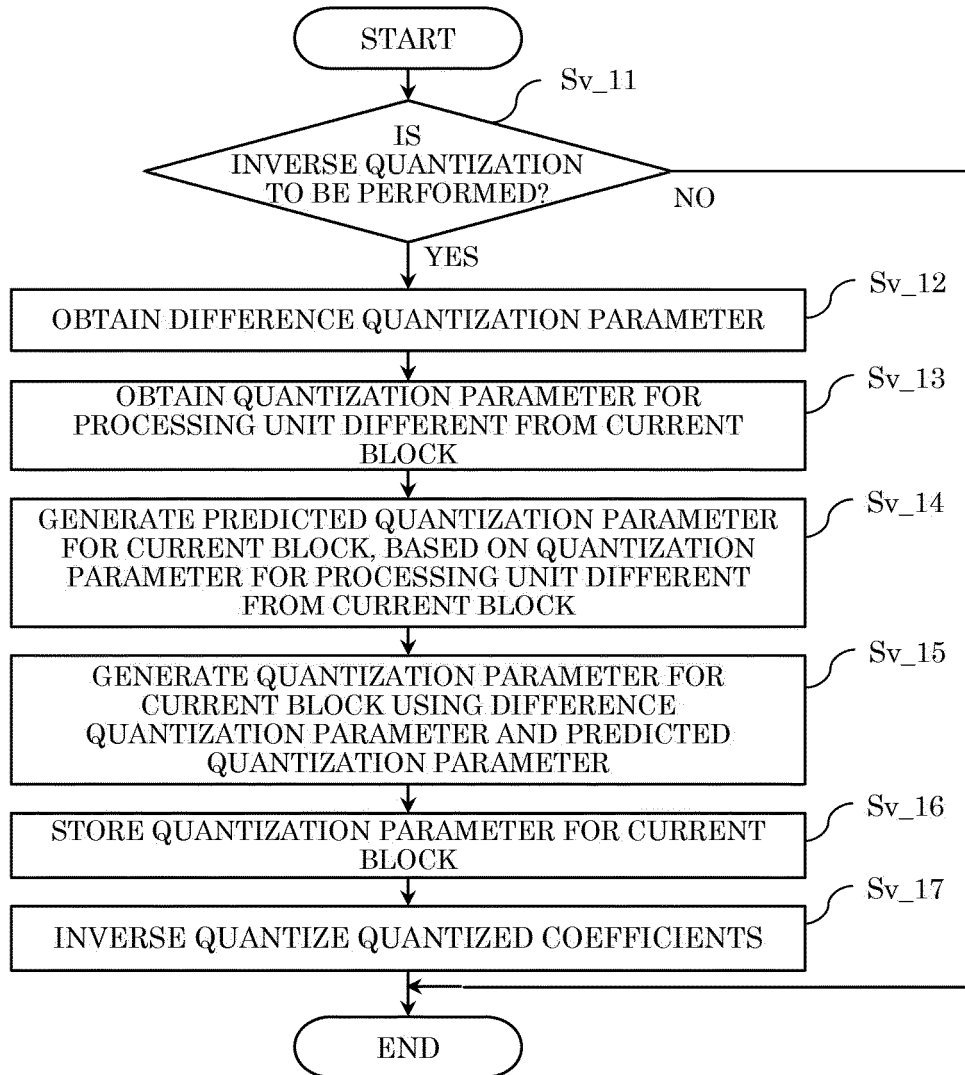 START
Sv_11
IS
INVERSE QUANTIZATION
TO BE PERFORMED?
NO
YES
Sv_12
OBTAIN DIFFERENCE QUANTIZATION PARAMETER
Sv_13
OBTAIN QUANTIZATION PARAMETER FOR
PROCESSING UNIT DIFFERENT FROM CURRENT
BLOCK
Sv_14
GENERATE PREDICTED QUANTIZATION PARAMETER
FOR CURRENT BLOCK, BASED ON QUANTIZATION
PARAMETER FOR PROCESSING UNIT DIFFERENT
FROM CURRENT BLOCK
Sv_15
GENERATE QUANTIZATION PARAMETER FOR
CURRENT BLOCK USING DIFFERENCE
QUANTIZATION PARAMETER AND PREDICTED
QUANTIZATION PARAMETER
Sv_16
STORE QUANTIZATION PARAMETER FOR CURRENT
BLOCK
Sv_17
INVERSE QUANTIZE QUANTIZED COEFFICIENTS
END